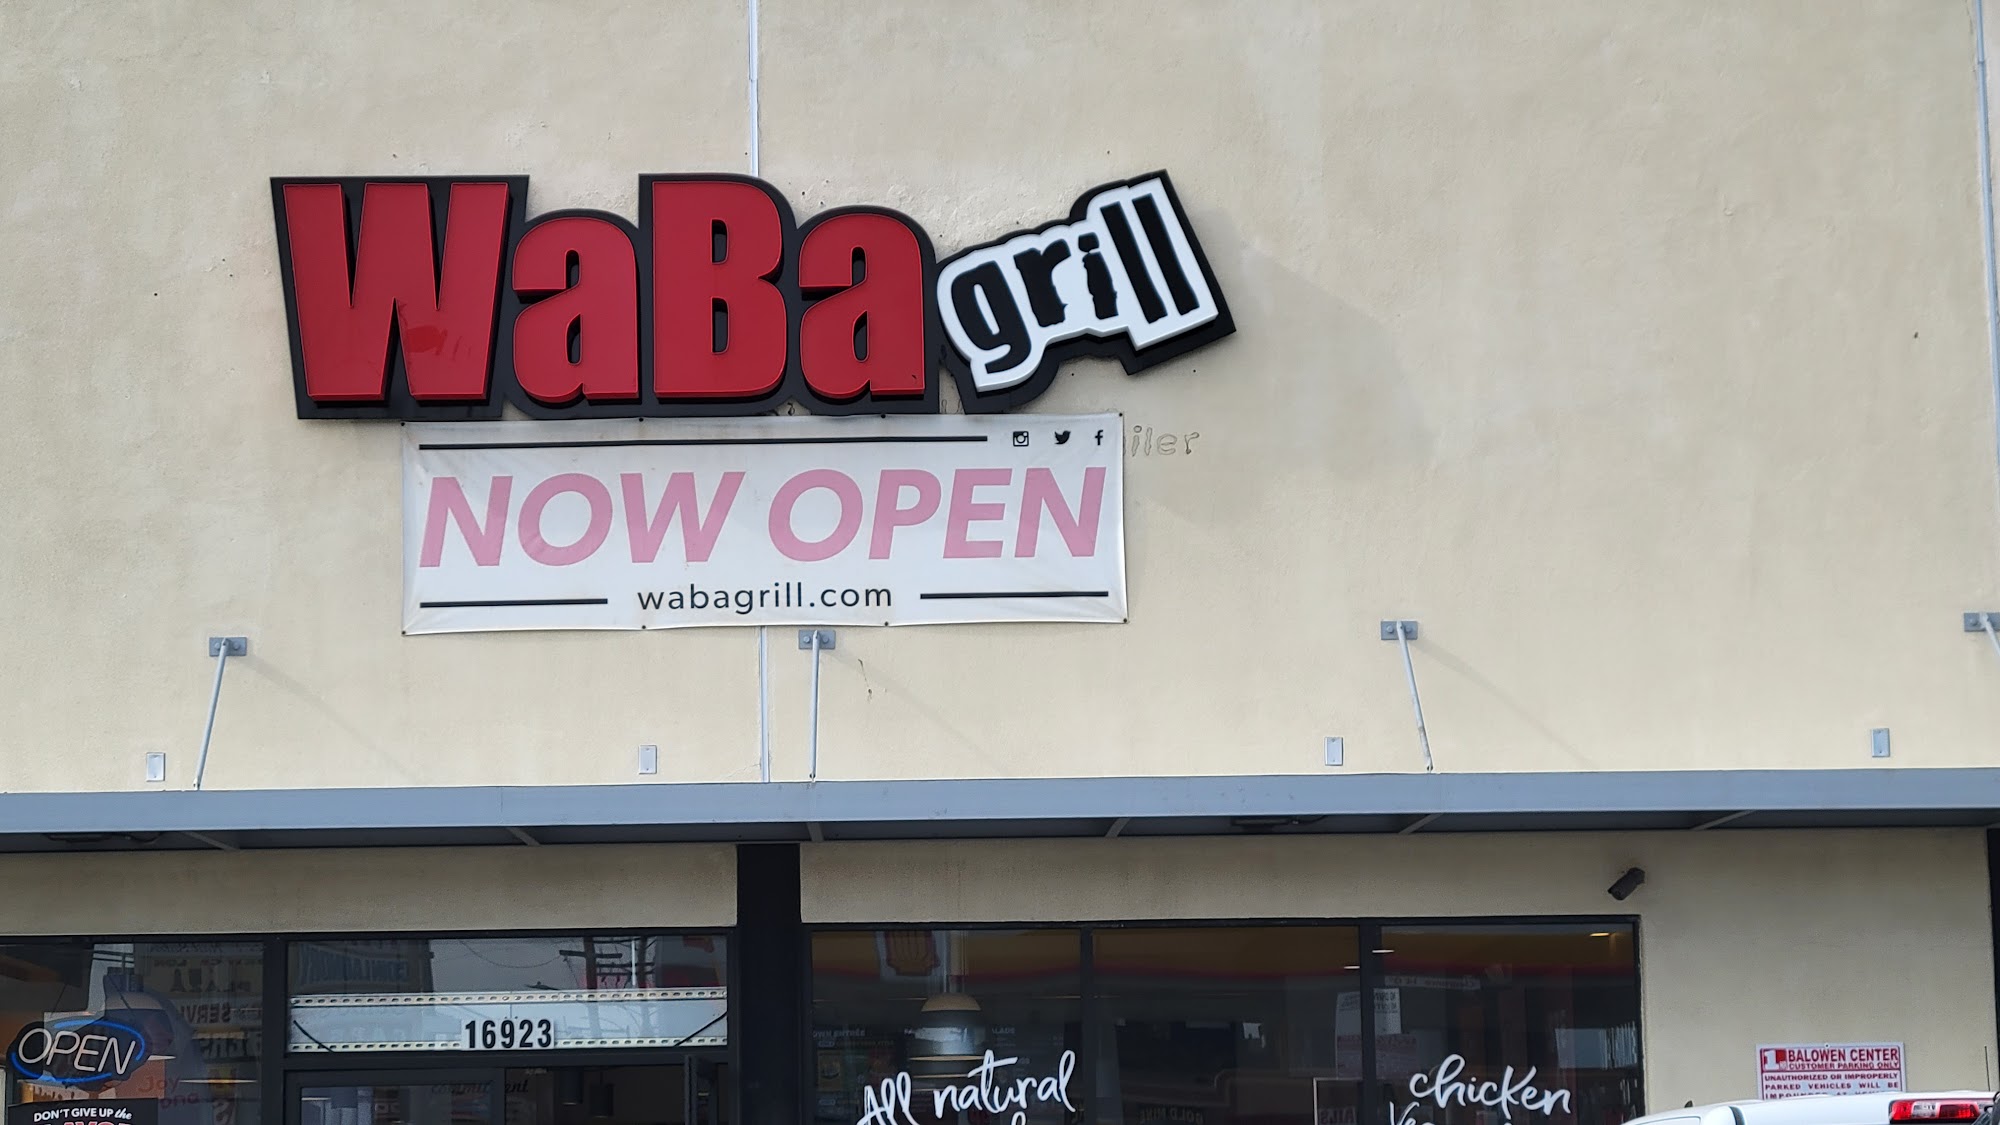 WaBa grill
NOW OPEN
wabagrill.com
16923
OPEN
DON'T GIVE UP the
All natural
chicken
BALOWEN CENTER
CUSTOMER PARKING ONLY
UNAUTHORIZED OR IMPROPERLY
PARKED VEHICLES WILL BE